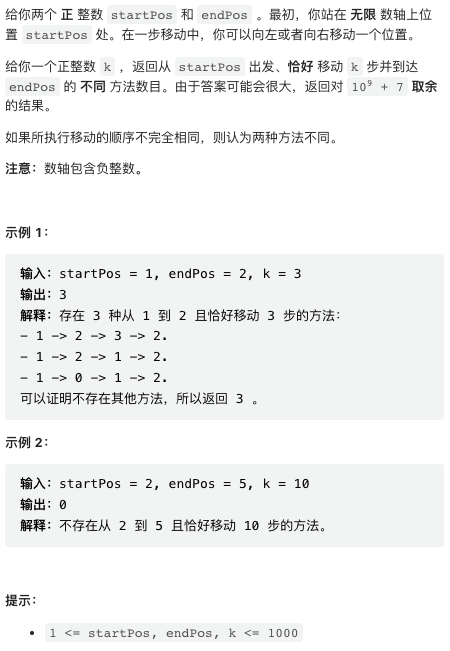 给你两个 正 整数 startPos 和 endPos 。最初，你站在 无限 数轴上位
置 startPos 处。在一步移动中，你可以向左或者向右移动一个位置。
给你一个正整数 k ，返回从 startPos 出发、恰好 移动 k 步并到达
endPos 的 不同 方法数目。由于答案可能会很大，返回对 10⁹ + 7 取余
的结果。
如果所执行移动的顺序不完全相同，则认为两种方法不同。
注意：数轴包含负整数。
示例 1：
输入：startPos = 1, endPos = 2, k = 3
输出：3
解释：存在 3 种从 1 到 2 且恰好移动 3 步的方法：
- 1 -> 2 -> 3 -> 2.
- 1 -> 2 -> 1 -> 2.
- 1 -> 0 -> 1 -> 2.
可以证明不存在其他方法，所以返回 3 。
示例 2：
输入：startPos = 2, endPos = 5, k = 10
输出：0
解释：不存在从 2 到 5 且恰好移动 10 步的方法。
提示：
• 1 <= startPos, endPos, k <= 1000